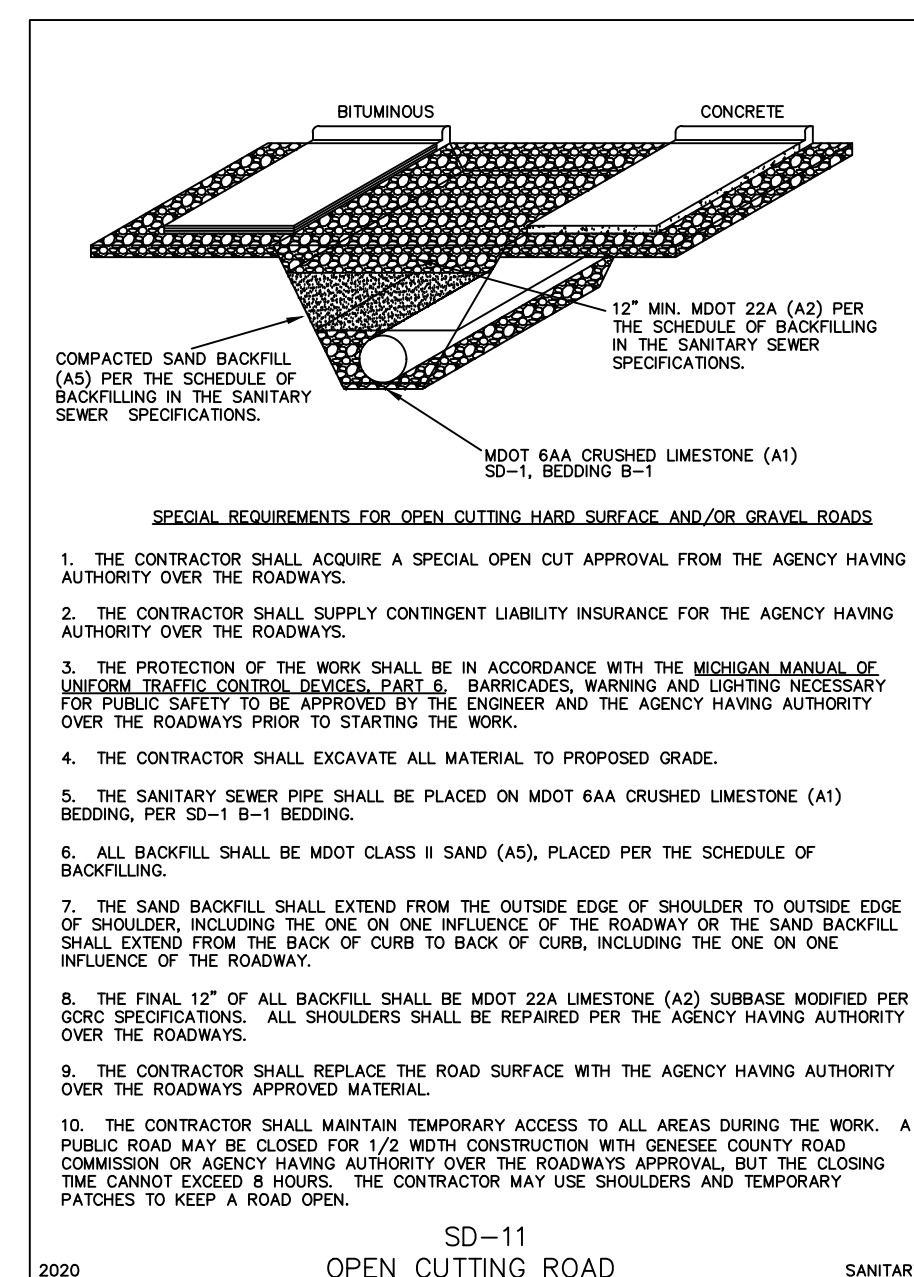 BITUMINOUS
CONCRETE
12" MIN. MDOT 22A (A2) PER
THE SCHEDULE OF BACKFILLING
IN THE SANITARY SEWER
SPECIFICATIONS.
COMPACTED SAND BACKFILL
(A5) PER THE SCHEDULE OF
BACKFILLING IN THE SANITARY
SEWER SPECIFICATIONS.
MDOT 6AA CRUSHED LIMESTONE (A1)
SD-1, BEDDING B-1
SPECIAL REQUIREMENTS FOR OPEN CUTTING HARD SURFACE AND/OR GRAVEL ROADS
1. THE CONTRACTOR SHALL ACQUIRE A SPECIAL OPEN CUT APPROVAL FROM THE AGENCY HAVING
AUTHORITY OVER THE ROADWAYS.
2. THE CONTRACTOR SHALL SUPPLY CONTINGENT LIABILITY INSURANCE FOR THE AGENCY HAVING
AUTHORITY OVER THE ROADWAYS.
3. THE PROTECTION OF THE WORK SHALL BE IN ACCORDANCE WITH THE MICHIGAN MANUAL OF
UNIFORM TRAFFIC CONTROL DEVICES, PART 6. BARRICADES, WARNING AND LIGHTING NECESSARY
FOR PUBLIC SAFETY TO BE APPROVED BY THE ENGINEER AND THE AGENCY HAVING AUTHORITY
OVER THE ROADWAYS PRIOR TO STARTING THE WORK.
4. THE CONTRACTOR SHALL EXCAVATE ALL MATERIAL TO PROPOSED GRADE.
5. THE SANITARY SEWER PIPE SHALL BE PLACED ON MDOT 6AA CRUSHED LIMESTONE (A1)
BEDDING, PER SD-1 B-1 BEDDING.
6. ALL BACKFILL SHALL BE MDOT CLASS II SAND (A5), PLACED PER THE SCHEDULE OF
BACKFILLING.
7. THE SAND BACKFILL SHALL EXTEND FROM THE OUTSIDE EDGE OF SHOULDER TO OUTSIDE EDGE
OF SHOULDER, INCLUDING THE ONE ON ONE INFLUENCE OF THE ROADWAY OR THE SAND BACKFILL
SHALL EXTEND FROM THE BACK OF CURB TO BACK OF CURB, INCLUDING THE ONE ON ONE
INFLUENCE OF THE ROADWAY.
8. THE FINAL 12" OF ALL BACKFILL SHALL BE MDOT 22A LIMESTONE (A2) SUBBASE MODIFIED PER
GCRC SPECIFICATIONS. ALL SHOULDERS SHALL BE REPAIRED PER THE AGENCY HAVING AUTHORITY
OVER THE ROADWAYS.
9. THE CONTRACTOR SHALL REPLACE THE ROAD SURFACE WITH THE AGENCY HAVING AUTHORITY
OVER THE ROADWAYS APPROVED MATERIAL.
10. THE CONTRACTOR SHALL MAINTAIN TEMPORARY ACCESS TO ALL AREAS DURING THE WORK. A
PUBLIC ROAD MAY BE CLOSED FOR 1/2 WIDTH CONSTRUCTION WITH GENESEE COUNTY ROAD
COMMISSION OR AGENCY HAVING AUTHORITY OVER THE ROADWAYS APPROVAL, BUT THE CLOSING
TIME CANNOT EXCEED 8 HOURS. THE CONTRACTOR MAY USE SHOULDERS AND TEMPORARY
PATCHES TO KEEP A ROAD OPEN.
SD-11
2020 OPEN CUTTING ROAD SANITAR